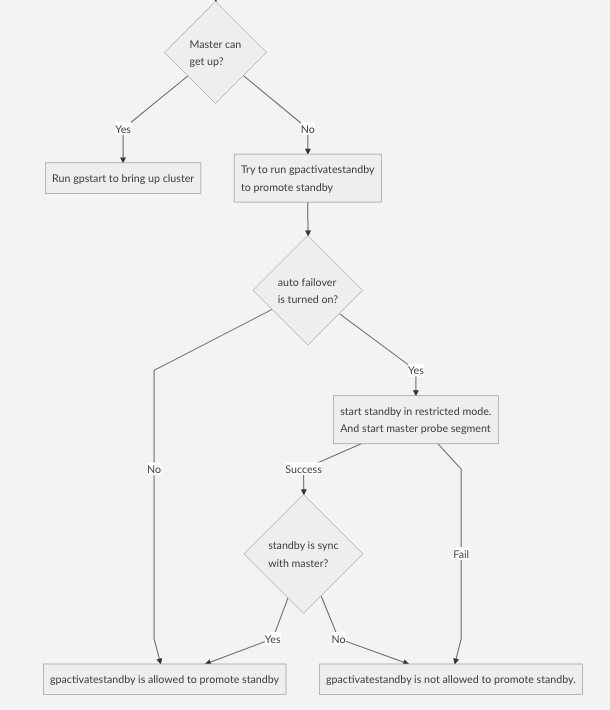 Master can
get up?
Yes
No
Run gpstart to bring up cluster
Try to run gpactivatestandby
to promote standby
auto failover
is turned on?
Yes
start standby in restricted mode.
And start master probe segment
No
Success
standby is sync
with master?
Fail
Yes
No
gpactivatestandby is allowed to promote standby
gpactivatestandby is not allowed to promote standby.